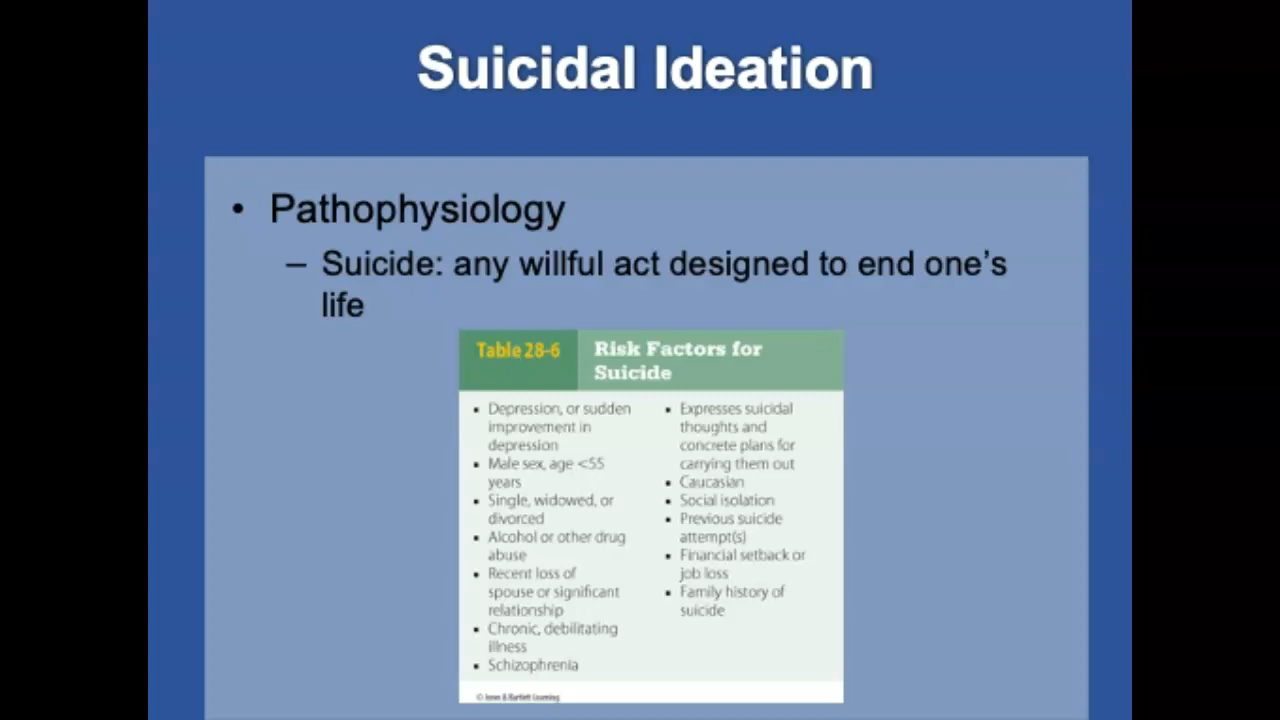 Suicidal Ideation
• Pathophysiology
– Suicide: any willful act designed to end one's
life
Table 28-6
Risk Factors for
Suicide
• Depression, or sudden
improvement in
depression
• Male sex, age <55
years
• Single, widowed, or
divorced
• Alcohol or other drug
abuse
• Recent loss of
spouse or significant
relationship
• Chronic, debilitating
illness
• Schizophrenia
• Expresses suicidal
thoughts and
concrete plans for
carrying them out
• Caucasian
• Social isolation
• Previous suicide
attempt(s)
• Financial setback or
job loss
• Family history of
suicide
© Jones & Bartlett Learning